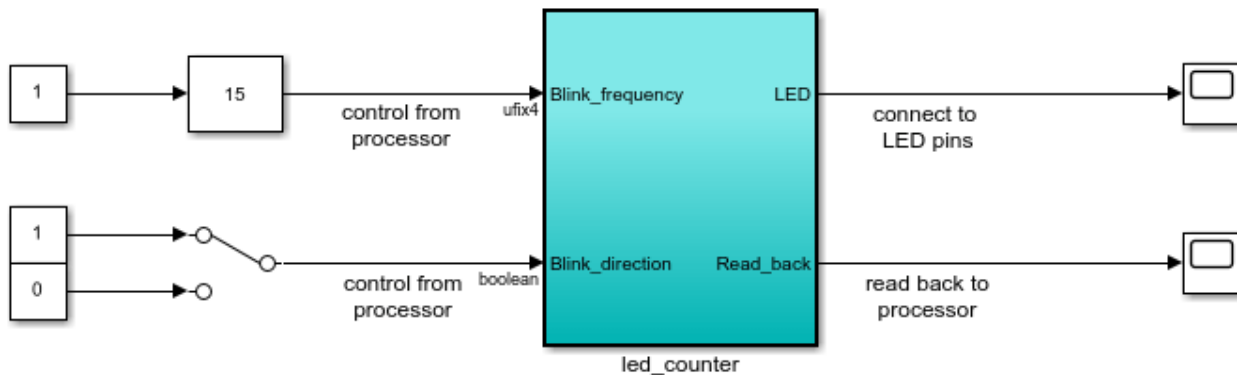 1
15
control from
processor
ufix4
Blink_frequency
LED
connect to
LED pins
1
0
control from
processor
boolean
Blink_direction
Read_back
read back to
processor
led_counter